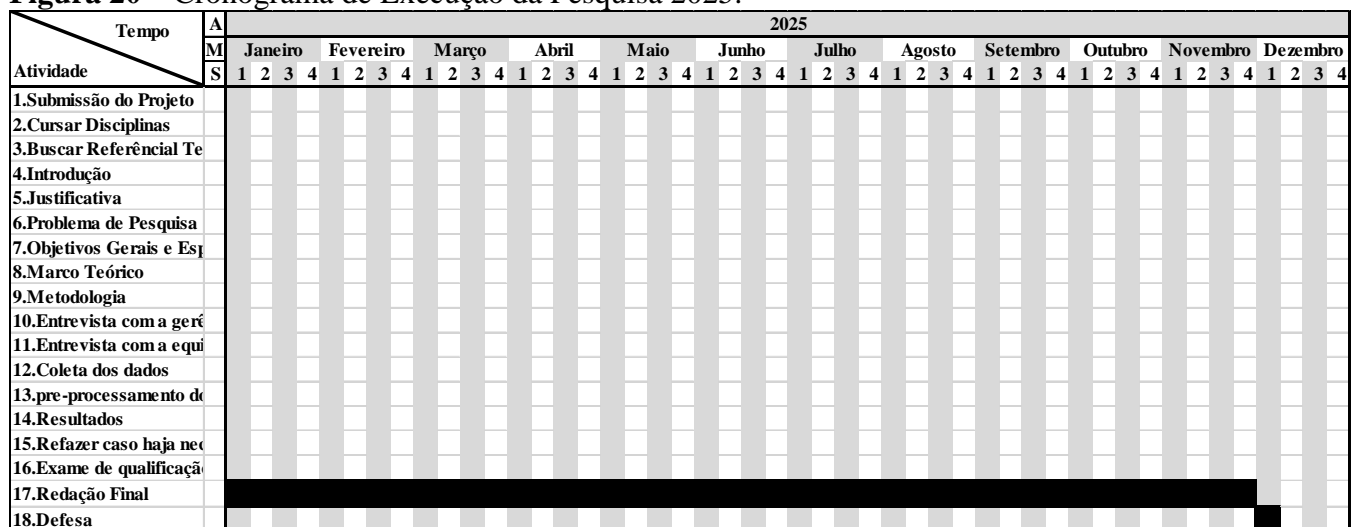 Figura 20 – Cronograma de Execução da Pesquisa 2025.
Tempo A 2025
M Janeiro Fevereiro Março Abril Maio Junho Julho Agosto Setembro Outubro Novembro Dezembro
Atividade S 1 2 3 4 1 2 3 4 1 2 3 4 1 2 3 4 1 2 3 4 1 2 3 4 1 2 3 4 1 2 3 4 1 2 3 4 1 2 3 4 1 2 3 4 1 2 3 4
1.Submissão do Projeto
2.Cursar Disciplinas
3.Buscar Referêncial Te
4.Introdução
5.Justificativa
6.Problema de Pesquisa
7.Objetivos Gerais e Esp
8.Marco Teórico
9.Metodologia
10.Entrevista com a gerê
11.Entrevista com a equi
12.Coleta dos dados
13.pre-processamento do
14.Resultados
15.Refazer caso haja nec
16.Exame de qualificaçã
17.Redação Final
18.Defesa